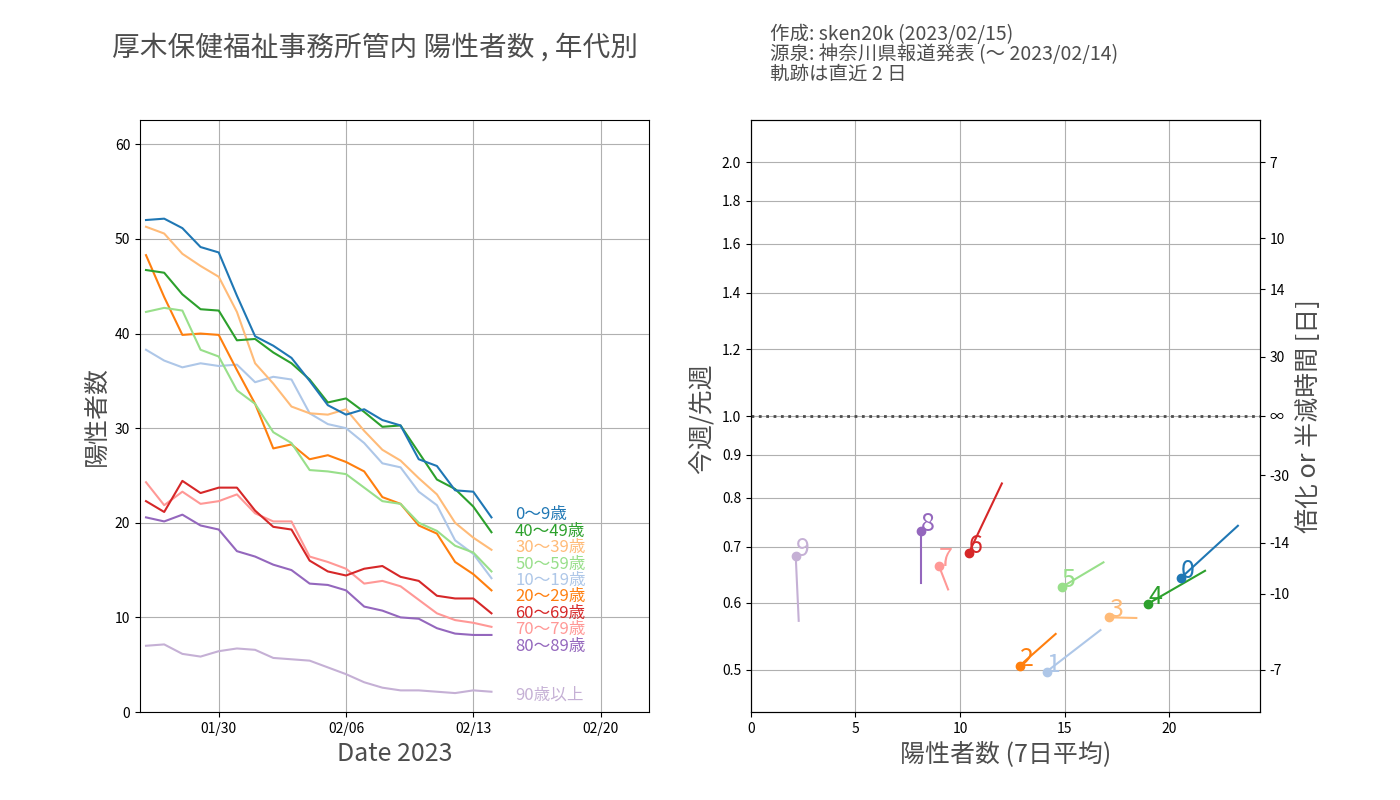 厚木保健福祉事務所管内 陽性者数 , 年代別
作成: sken20k (2023/02/15)
源泉: 神奈川県報道発表 (〜 2023/02/14)
軌跡は直近 2 日
陽性者数
60
50
40
30
20
10
0
0〜9歳
40〜49歳
30〜39歳
50〜59歳
10〜19歳
20〜29歳
60〜69歳
70〜79歳
80〜89歳
90歳以上
01/30
02/06
02/13
02/20
Date 2023
今週/先週
2.0
1.8
1.6
1.4
1.2
1.0
0.9
0.8
0.7
0.6
0.5
9
8
7
6
5
4
3
2
1
0
7
10
14
30
∞
-30
-14
-10
-7
倍化 or 半減時間 [日]
0
5
10
15
20
陽性者数 (7日平均)